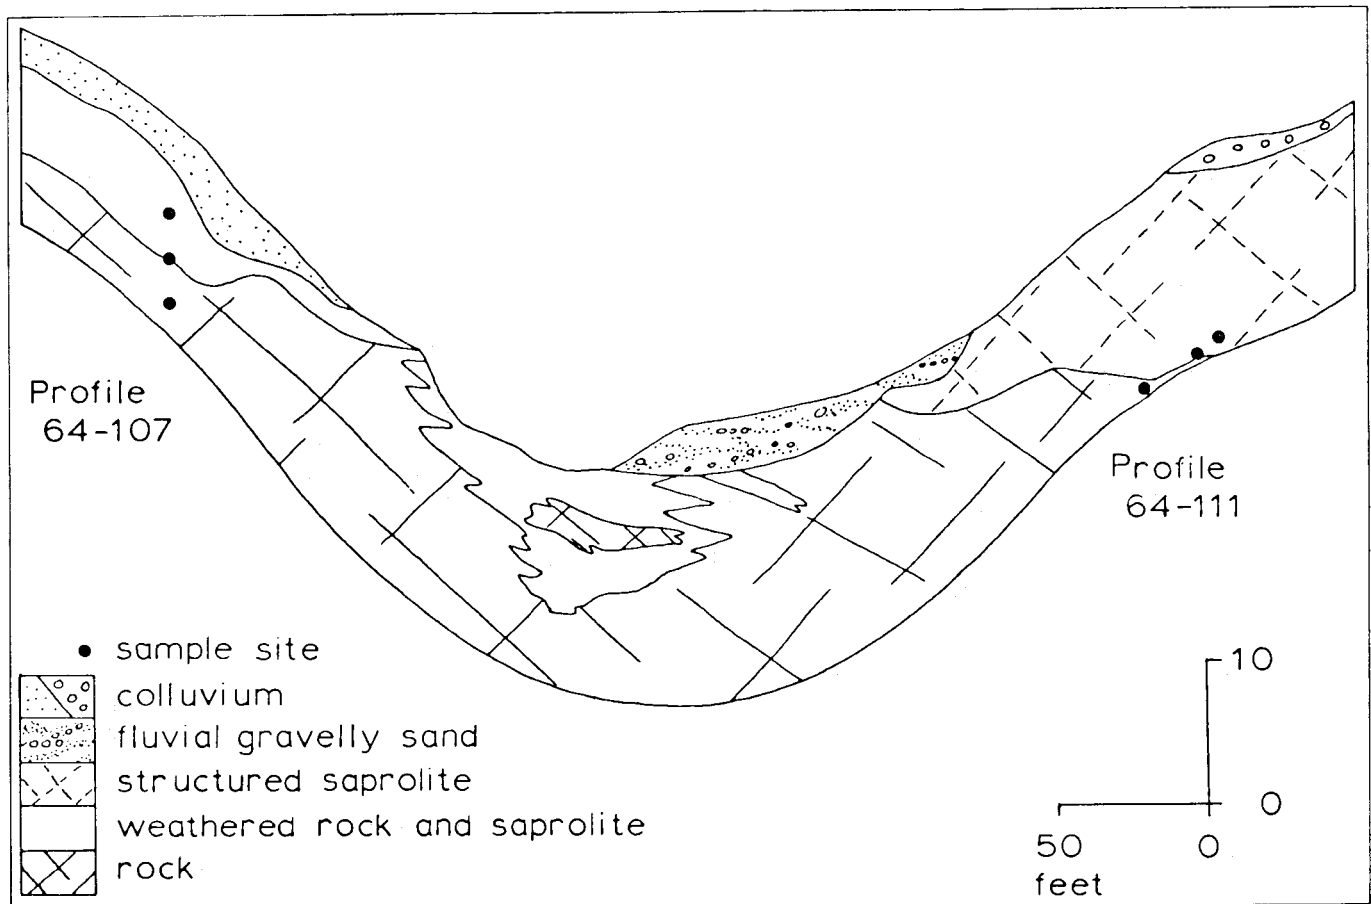 Profile
64-107
Profile
64-111
sample site
colluvium
fluvial gravelly sand
structured saprolite
weathered rock and saprolite
rock
10
0
50 0
feet